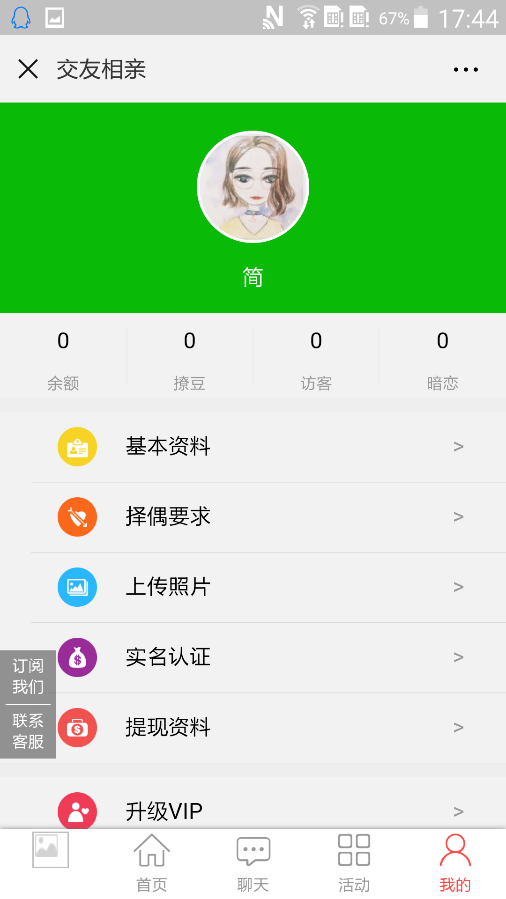 67% 17:44
交友相亲
简
0 0 0 0
余额 撩豆 访客 暗恋
基本资料 >
择偶要求 >
上传照片 >
实名认证 >
订阅
我们
联系
客服
提现资料 >
升级VIP >
首页 聊天 活动 我的